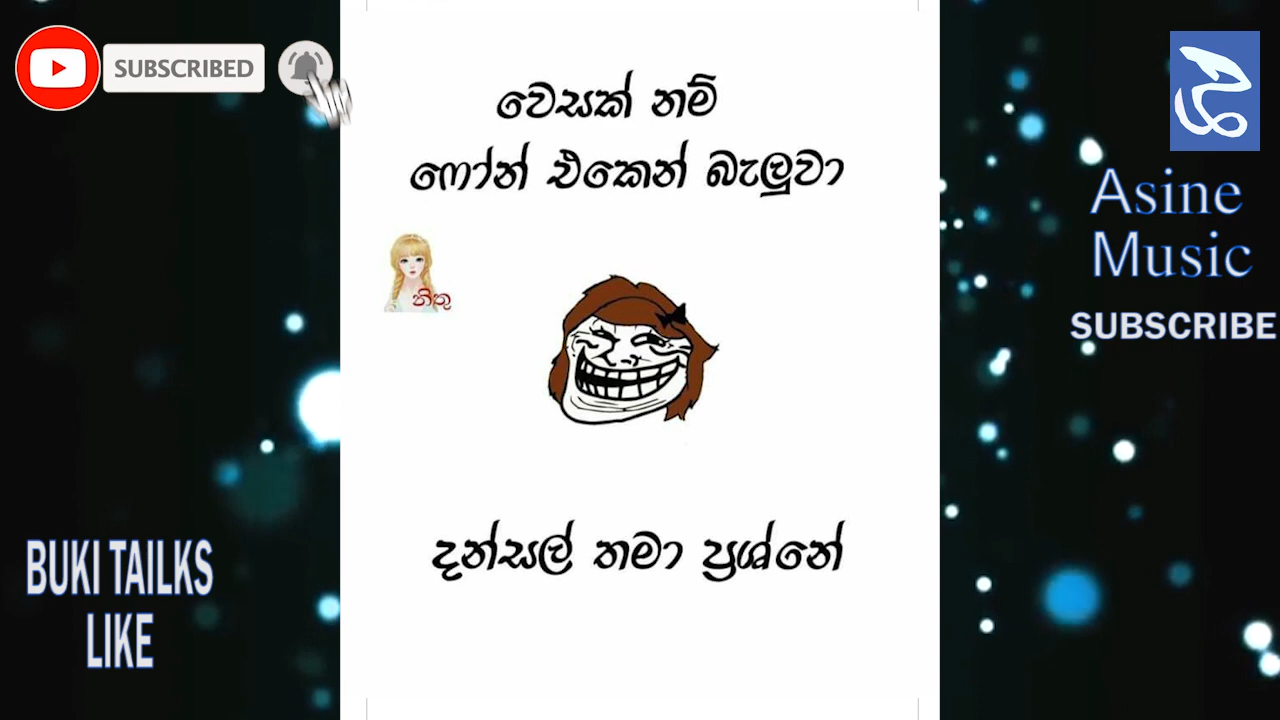 SUBSCRIBED
වෙසක් නම්
ෆෝන් එකෙන් බැලුවා
නිතු
දන්සල් තමා ප්‍රශ්නේ
Asine
Music
SUBSCRIBE
BUKI TAILKS
LIKE